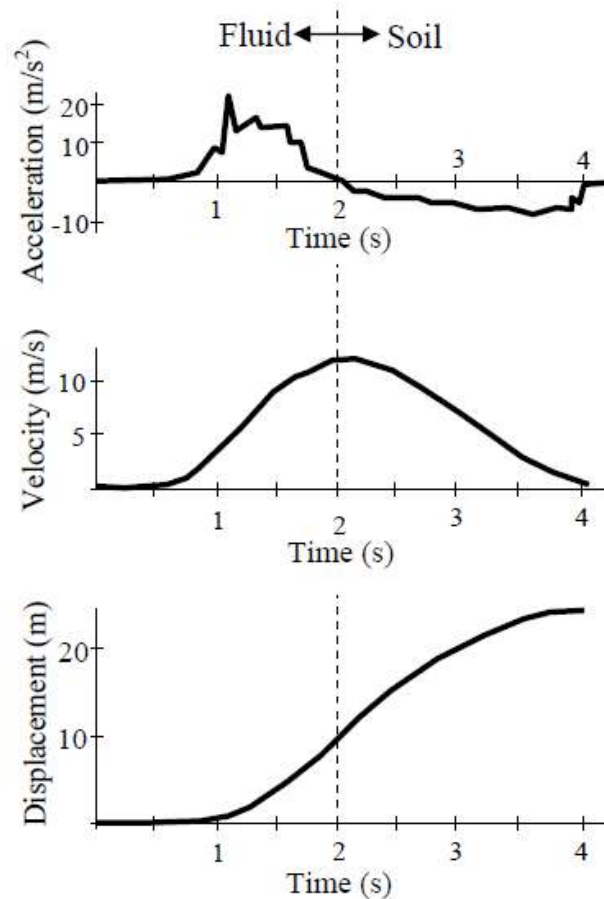 Fluid Soil
Acceleration (m/s²)
20
10
-10
1 2 3 4
Time (s)
Velocity (m/s)
10
5
1 2 3 4
Time (s)
Displacement (m)
20
10
1 2 3 4
Time (s)